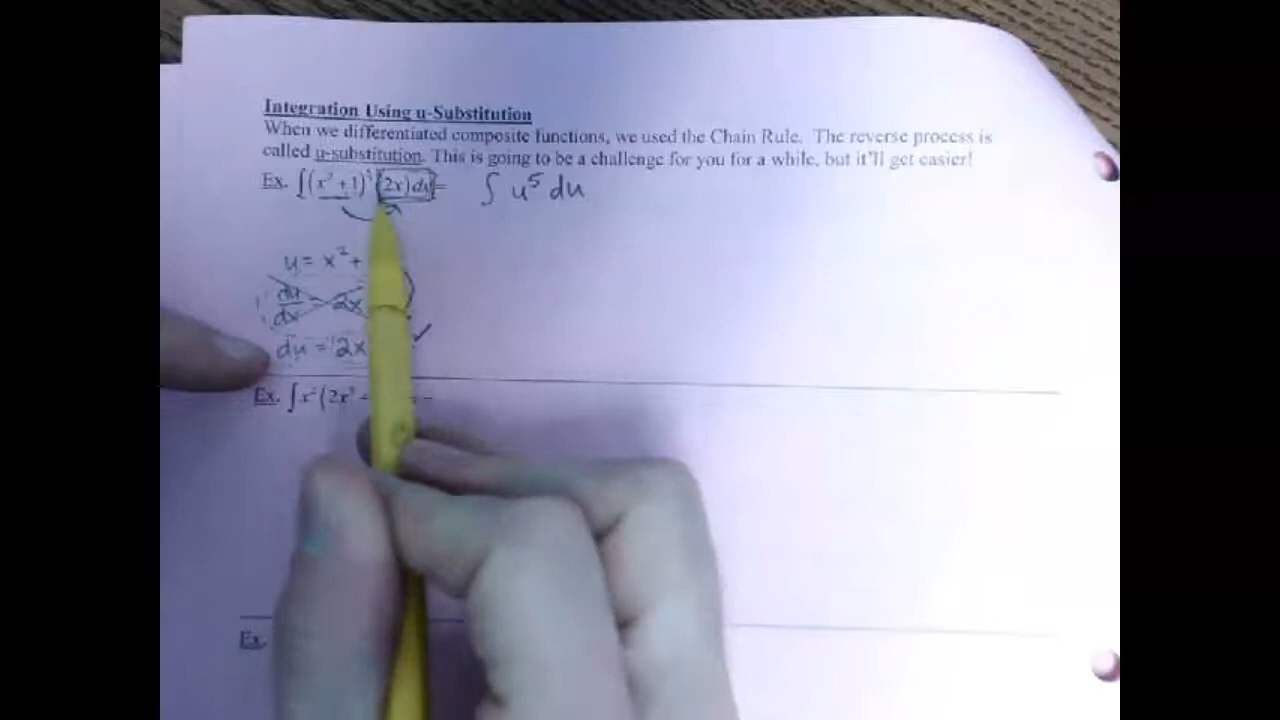 Integration Using u-Substitution
When we differentiated composite functions, we used the Chain Rule. The reverse process is
called u-substitution. This is going to be a challenge for you for a while, but it'll get easier!
Ex. ∫(x² +1)⁵(2x)dx= ∫ u⁵ du
u = x² +
du/dx = 2x
du = 2x
Ex. ∫x²(2x³
Ex.